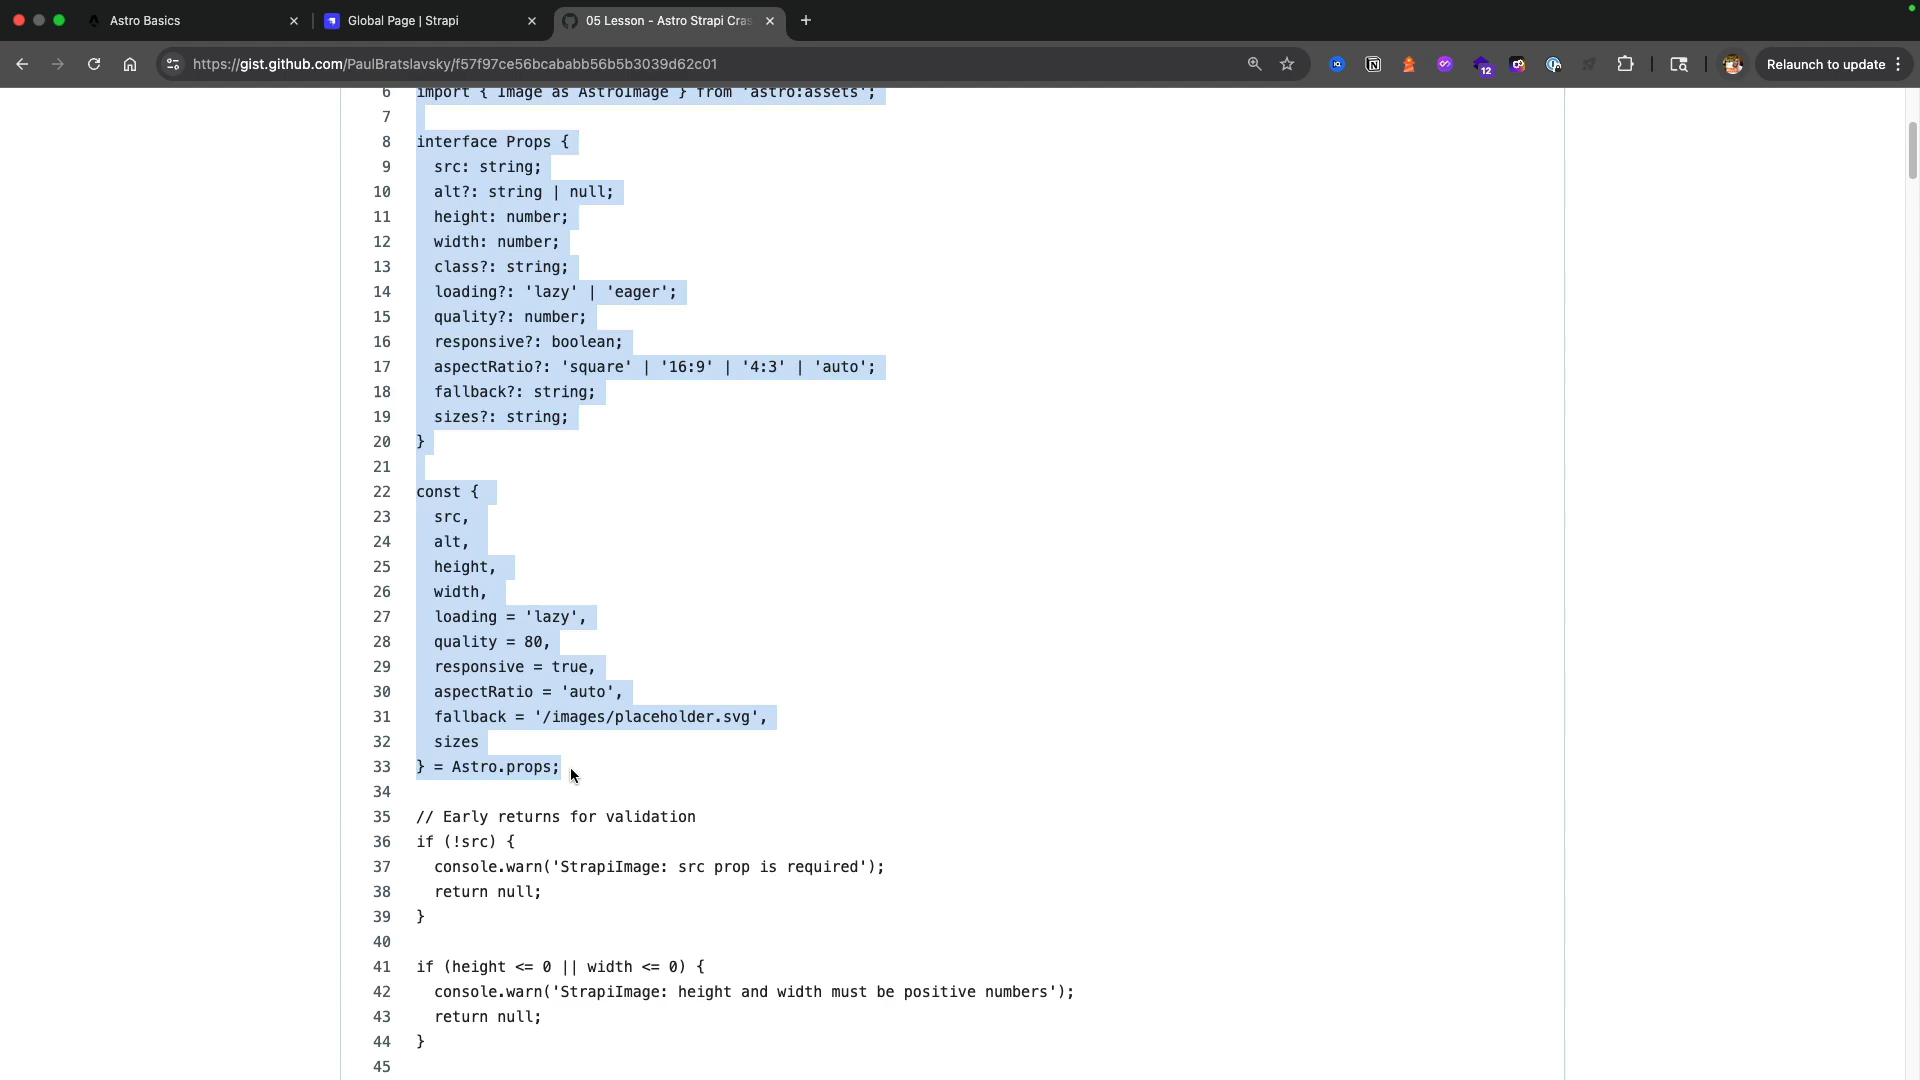 Astro Basics
Global Page | Strapi
05 Lesson - Astro Strapi Cras
https://gist.github.com/PaulBratslavsky/f57f97ce56bcababb56b5b3039d62c01
12
Relaunch to update
6 import { Image as AstroImage } from 'astro:assets';
7
8 interface Props {
9 src: string;
10 alt?: string | null;
11 height: number;
12 width: number;
13 class?: string;
14 loading?: 'lazy' | 'eager';
15 quality?: number;
16 responsive?: boolean;
17 aspectRatio?: 'square' | '16:9' | '4:3' | 'auto';
18 fallback?: string;
19 sizes?: string;
20 }
21
22 const {
23 src,
24 alt,
25 height,
26 width,
27 loading = 'lazy',
28 quality = 80,
29 responsive = true,
30 aspectRatio = 'auto',
31 fallback = '/images/placeholder.svg',
32 sizes
33 } = Astro.props;
34
35 // Early returns for validation
36 if (!src) {
37 console.warn('StrapiImage: src prop is required');
38 return null;
39 }
40
41 if (height <= 0 || width <= 0) {
42 console.warn('StrapiImage: height and width must be positive numbers');
43 return null;
44 }
45